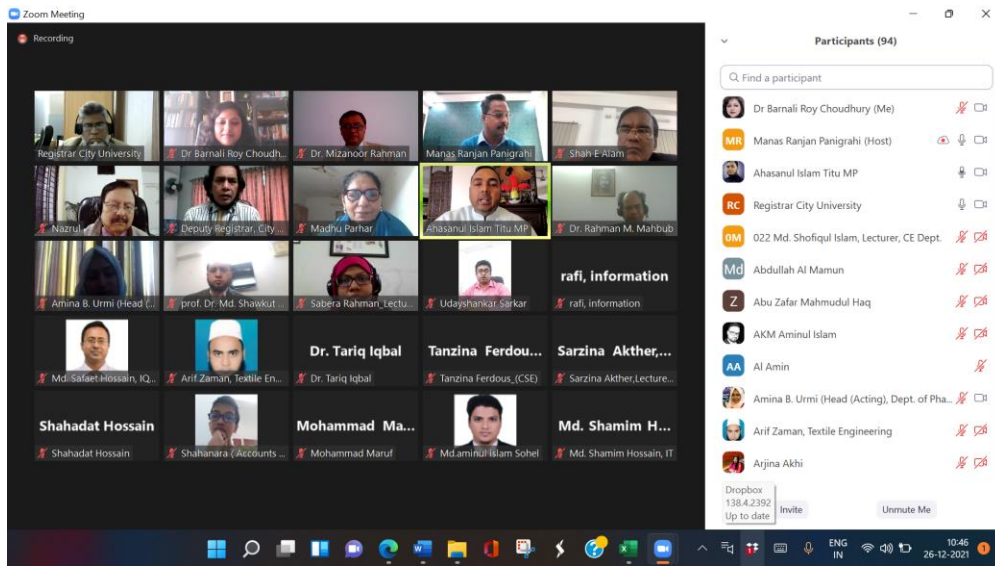 Zoom Meeting
Recording
Registrar City University
Dr Barnali Roy Choudh...
Dr. Mizanoor Rahman
Manas Ranjan Panigrahi
Shah-E Alam
Nazrul
Deputy Registrar, City ...
Madhu Parhar
Ahasanul Islam Titu MP
Dr. Rahman M. Mahbub
Amina B. Urmi (Head (...
prof. Dr. Md. Shawkut ...
Sabera Rahman_Lectu...
Udayshankar Sarkar
rafi, information
rafi, information
Md. Safaet Hossain, IQ...
Arif Zaman, Textile En...
Dr. Tariq Iqbal
Dr. Tariq Iqbal
Tanzina Ferdou...
Tanzina Ferdous_(CSE)
Sarzina Akther,...
Sarzina Akther,Lecture...
Shahadat Hossain
Shahadat Hossain
Shahanara ( Accounts ...
Mohammad Ma...
Mohammad Maruf
Md.aminul islam Sohel
Md. Shamim H...
Md. Shamim Hossain, IT
Participants (94)
Find a participant
Dr Barnali Roy Choudhury (Me)
MR Manas Ranjan Panigrahi (Host)
Ahasanul Islam Titu MP
RC Registrar City University
0M 022 Md. Shofiqul Islam, Lecturer, CE Dept.
Md Abdullah Al Mamun
Z Abu Zafar Mahmudul Haq
AKM Aminul Islam
AA Al Amin
Amina B. Urmi (Head (Acting), Dept. of Pha...
Arif Zaman, Textile Engineering
Arjina Akhi
Dropbox
138.4.2392
Up to date
Invite
Unmute Me
ENG
IN
10:46
26-12-2021
1